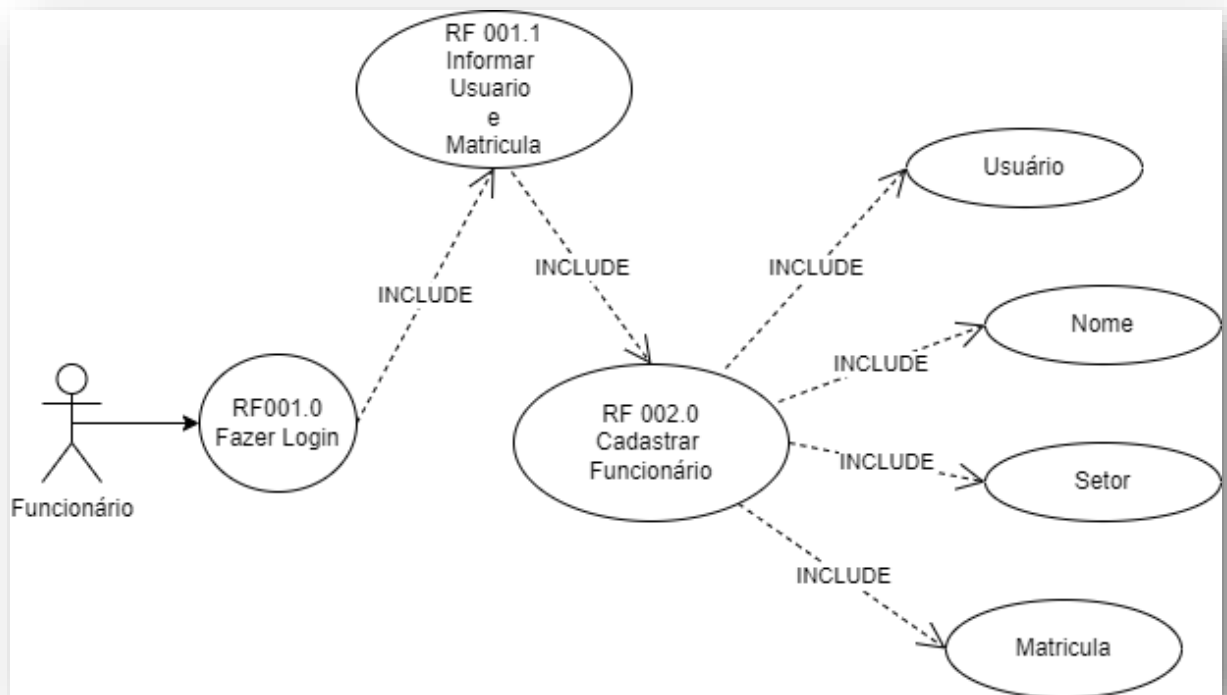 RF 001.1
Informar
Usuario
e
Matricula
Usuário
INCLUDE
INCLUDE
INCLUDE
Nome
INCLUDE
RF001.0
Fazer Login
RF 002.0
Cadastrar
Funcionário
INCLUDE
Setor
Funcionário
INCLUDE
Matricula